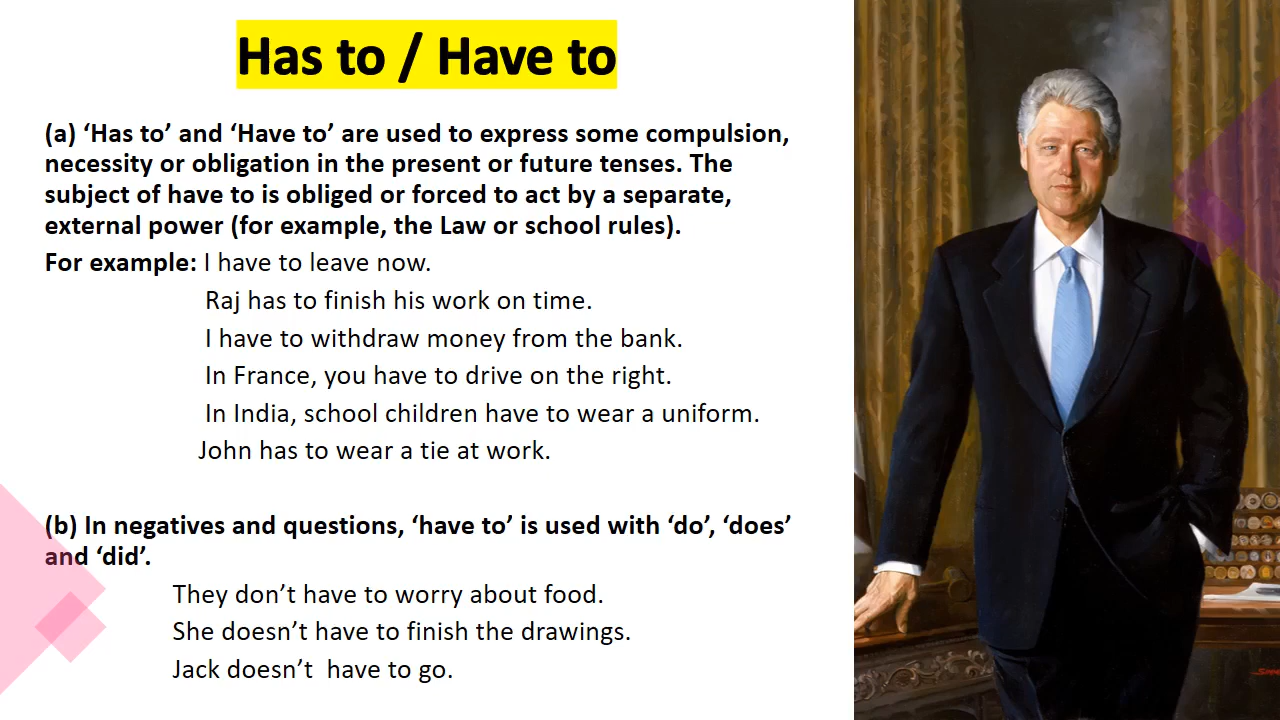 Has to / Have to
(a) ‘Has to’ and ‘Have to’ are used to express some compulsion,
necessity or obligation in the present or future tenses. The
subject of have to is obliged or forced to act by a separate,
external power (for example, the Law or school rules).
For example: I have to leave now.
Raj has to finish his work on time.
I have to withdraw money from the bank.
In France, you have to drive on the right.
In India, school children have to wear a uniform.
John has to wear a tie at work.
(b) In negatives and questions, ‘have to’ is used with ‘do’, ‘does’
and ‘did’.
They don’t have to worry about food.
She doesn’t have to finish the drawings.
Jack doesn’t  have to go.